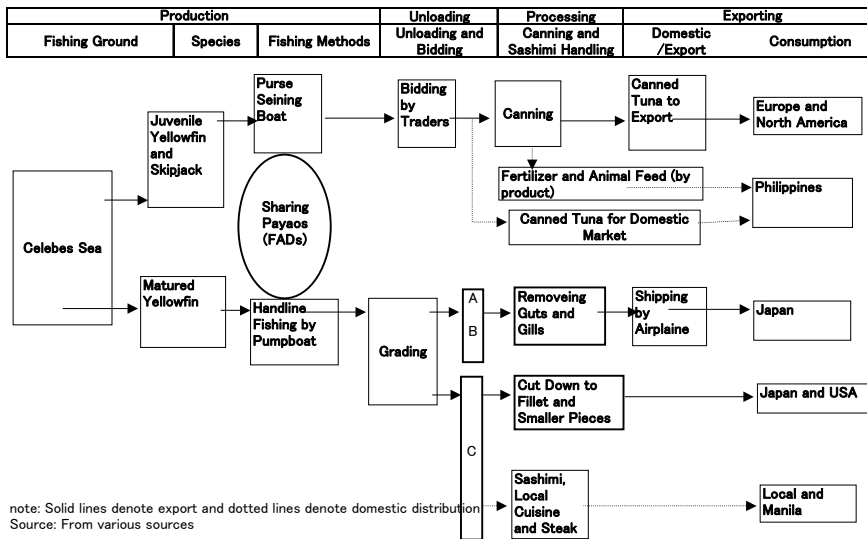 Production Unloading Processing Exporting
Fishing Ground Species Fishing Methods Unloading and Bidding Canning and Sashimi Handling Domestic /Export Consumption
Celebes Sea
Juvenile
Yellowfin
and
Skipjack
Purse
Seining
Boat
Bidding
by
Traders
Canning
Canned
Tuna to
Export
Europe and
North America
Fertilizer and Animal Feed (by
product)
Philippines
Canned Tuna for Domestic
Market
Sharing
Payaos
(FADs)
Matured
Yellowfin
Handline
Fishing by
Pumpboat
Grading
A
B
Removeing
Guts and
Gills
Shipping
by
Airplaine
Japan
C
Cut Down to
Fillet and
Smaller Pieces
Japan and USA
Sashimi,
Local
Cuisine
and Steak
Local and
Manila
note: Solid lines denote export and dotted lines denote domestic distribution
Source: From various sources